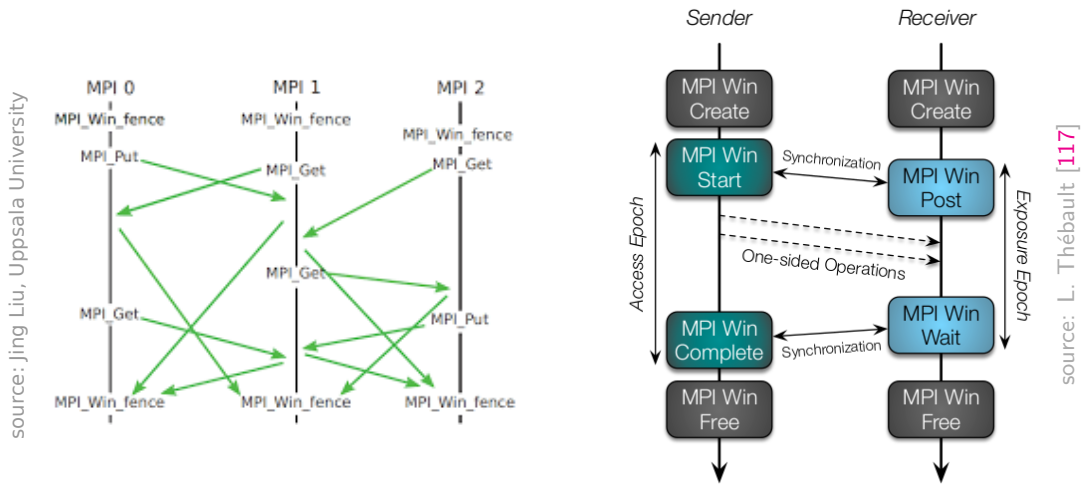 source: Jing Liu, Uppsala University
MPI 0
MPI 1
MPI 2
MPI_Win_fence
MPI_Win_fence
MPI_Win_fence
MPI_Put
MPI_Get
MPI_Get
MPI_Get
MPI_Get
MPI_Put
MPI_Win_fence
MPI_Win_fence
MPI_Win_fence
Sender
Receiver
MPI Win
Create
MPI Win
Create
Access Epoch
MPI Win
Start
Synchronization
MPI Win
Post
One-sided Operations
Exposure Epoch
MPI Win
Complete
Synchronization
MPI Win
Wait
MPI Win
Free
MPI Win
Free
source: L. Thébault [117]